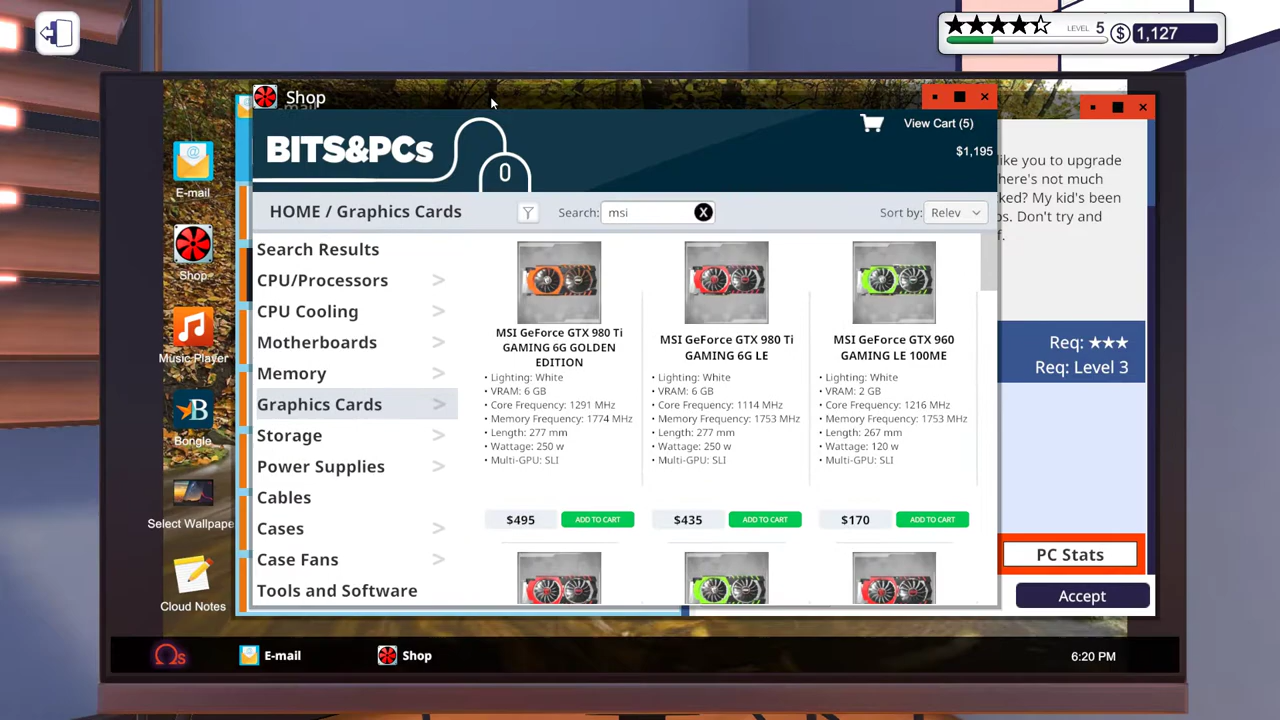 LEVEL 5
$ 1,127
Shop
BITS&PCs
View Cart (5)
$1,195
HOME / Graphics Cards
Search: msi X
Sort by: Relev
Search Results
CPU/Processors >
CPU Cooling >
Motherboards >
Memory >
Graphics Cards >
Storage >
Power Supplies >
Cables
Cases >
Case Fans >
Tools and Software
MSI GeForce GTX 980 Ti
GAMING 6G GOLDEN
EDITION
• Lighting: White
• VRAM: 6 GB
• Core Frequency: 1291 MHz
• Memory Frequency: 1774 MHz
• Length: 277 mm
• Wattage: 250 w
• Multi-GPU: SLI
$495
ADD TO CART
MSI GeForce GTX 980 Ti
GAMING 6G LE
• Lighting: White
• VRAM: 6 GB
• Core Frequency: 1114 MHz
• Memory Frequency: 1753 MHz
• Length: 277 mm
• Wattage: 250 w
• Multi-GPU: SLI
$435
ADD TO CART
MSI GeForce GTX 960
GAMING LE 100ME
• Lighting: White
• VRAM: 2 GB
• Core Frequency: 1216 MHz
• Memory Frequency: 1753 MHz
• Length: 267 mm
• Wattage: 120 w
• Multi-GPU: SLI
$170
ADD TO CART
like you to upgrade
here's not much
ked? My kid's been
os. Don't try and
f.
Req: ★★★
Req: Level 3
PC Stats
Accept
E-mail
Shop
Music Player
Bongle
Select Wallpape
Cloud Notes
Ωs
E-mail
Shop
6:20 PM